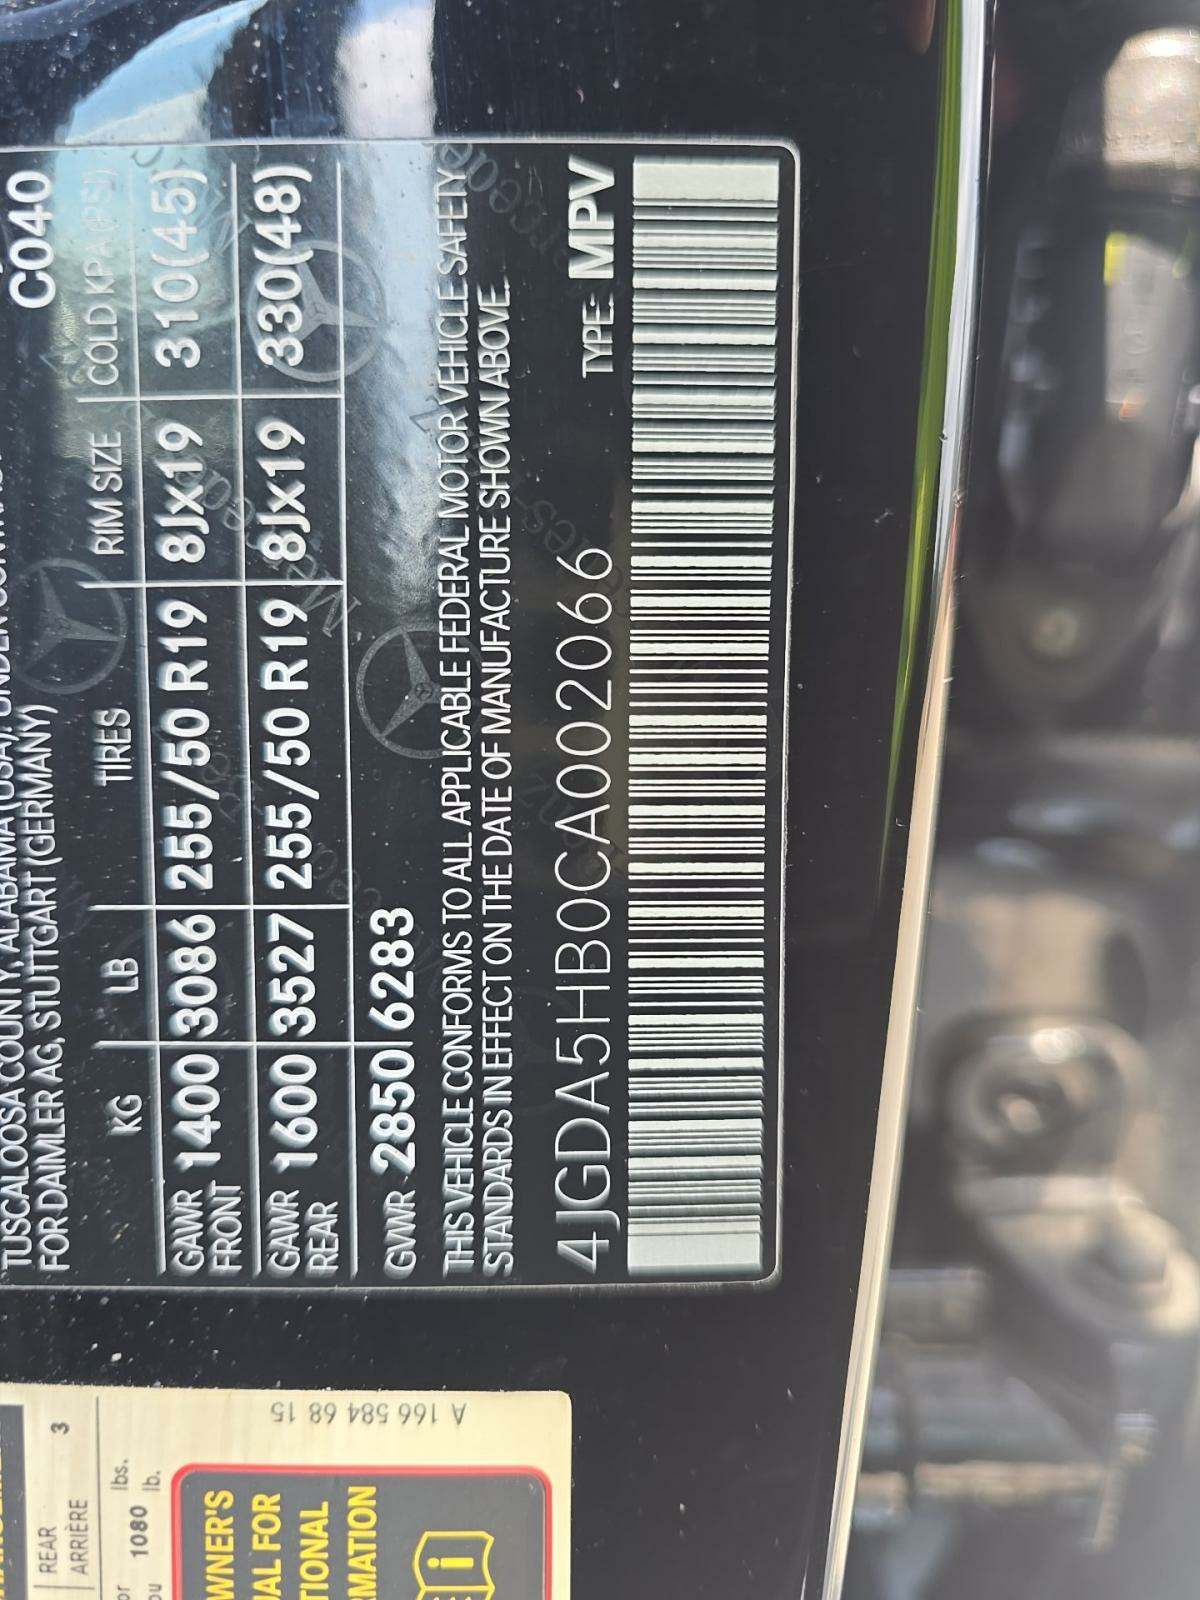 C040
TUSCALOOSA COUNTY, ALABAMA (USA), UNDER
FOR DAIMLER AG, STUTTGART (GERMANY)
KG LB TIRES RIM SIZE COLD KPA (PSI)
GAWR FRONT 1400 3086 255/50 R19 8Jx19 310(45)
GAWR REAR 1600 3527 255/50 R19 8Jx19 330(48)
GVWR 2850 6283
THIS VEHICLE CONFORMS TO ALL APPLICABLE FEDERAL MOTOR VEHICLE SAFETY
STANDARDS IN EFFECT ON THE DATE OF MANUFACTURE SHOWN ABOVE.
4JGDA5HB0CA002066 TYPE: MPV
REAR 3
ARRIÈRE
or 1080 lbs.
ou lb.
A 166 584 68 15
WNER'S
UAL FOR
TIONAL
RMATION
i